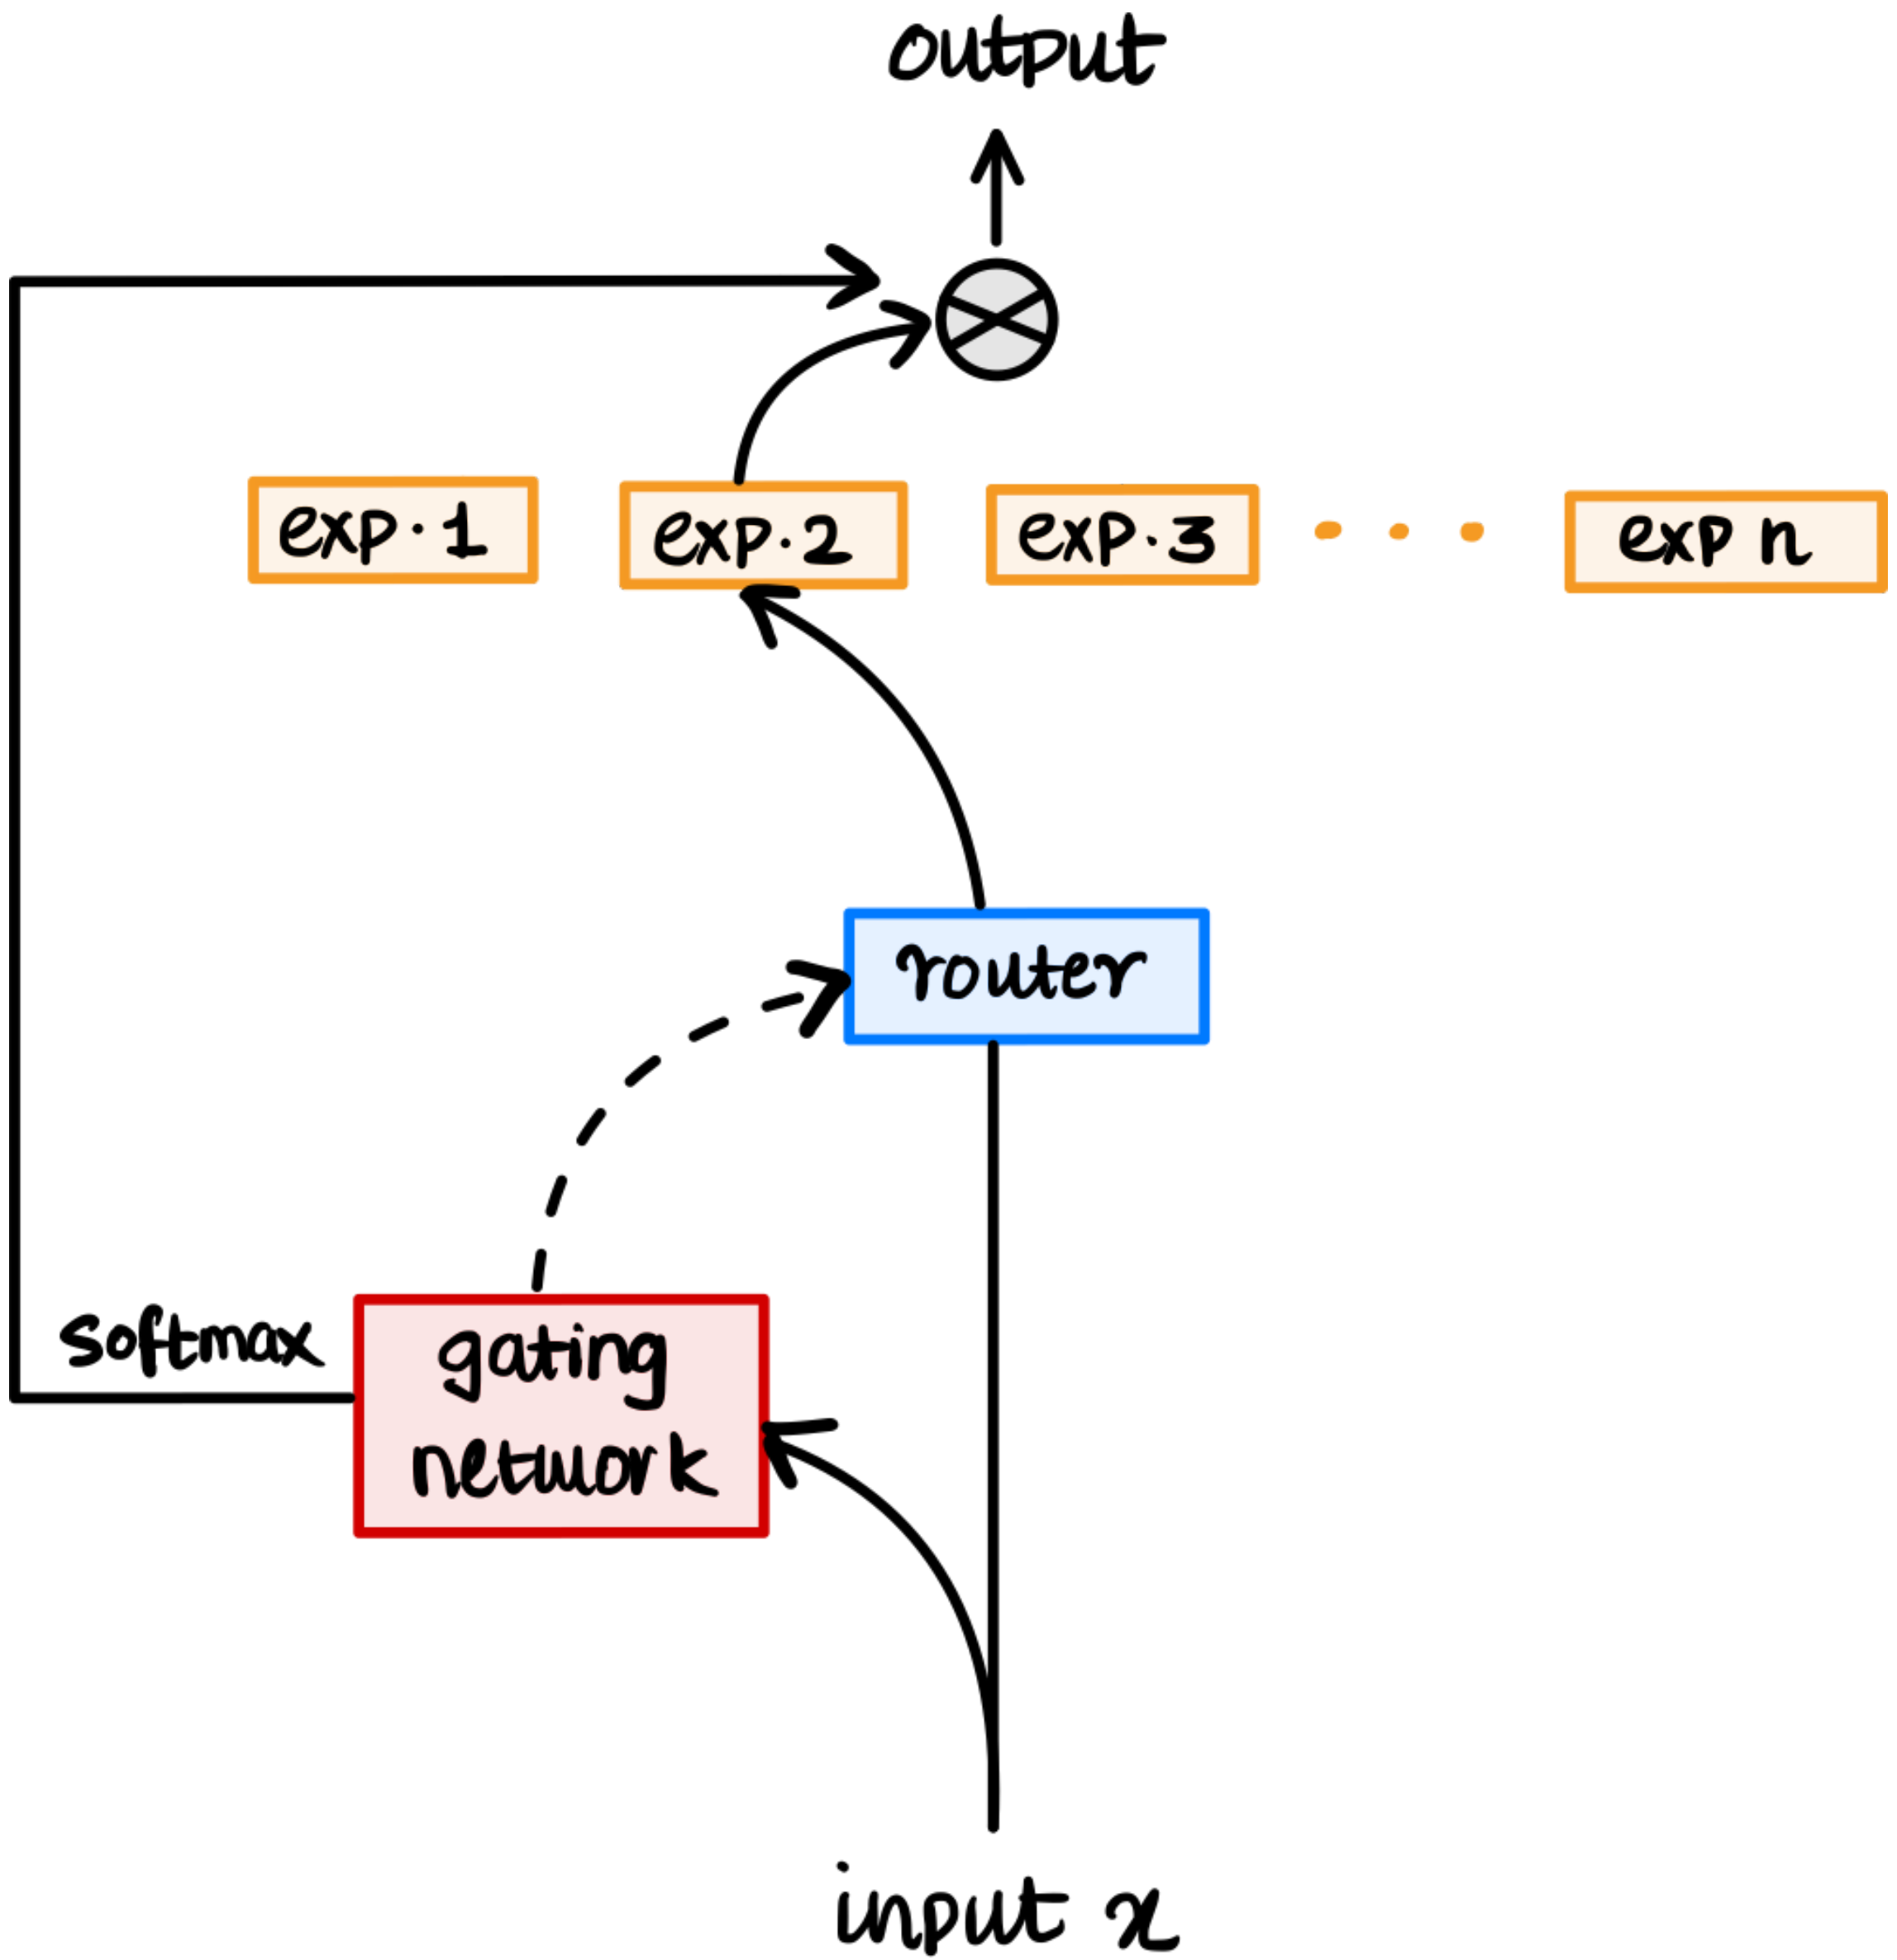 output
exp. 1
exp. 2
exp. 3
exp n
router
softmax
gating
network
input x